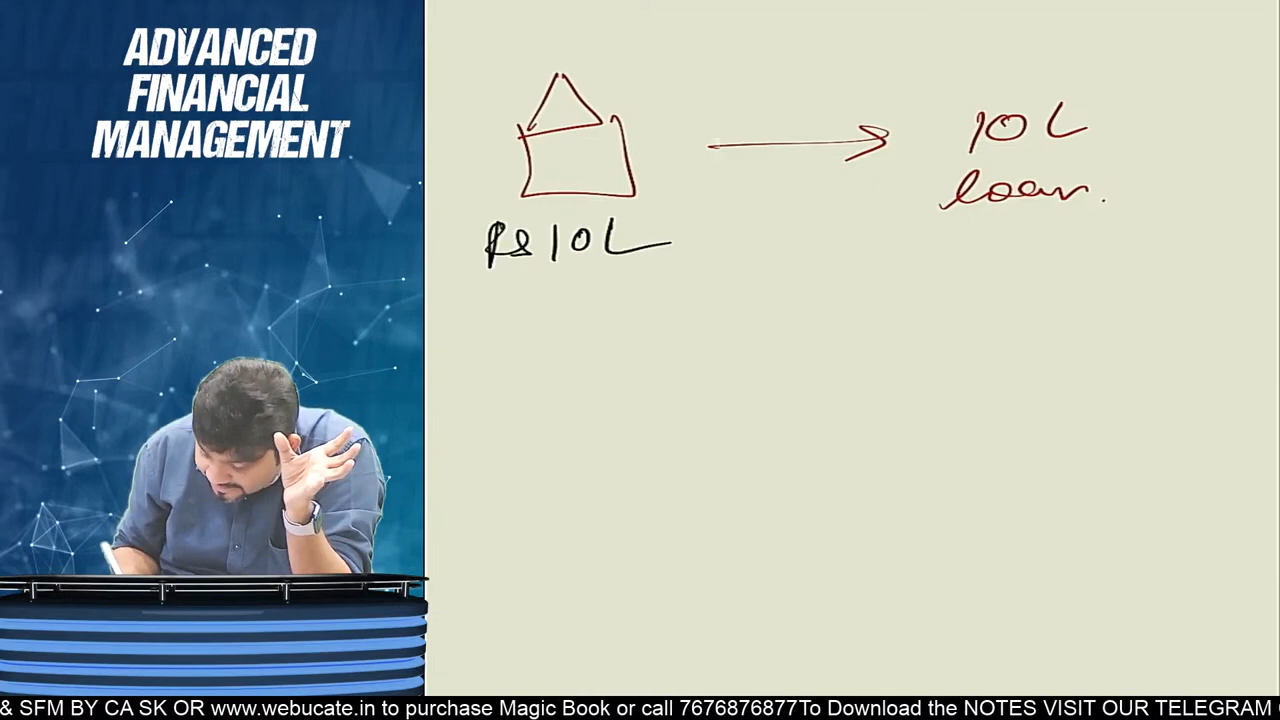 ADVANCED
FINANCIAL
MANAGEMENT
10 L
loan.
Rs 10 L
& SFM BY CA SK OR www.webucate.in to purchase Magic Book or call 7676876877To Download the NOTES VISIT OUR TELEGRAM